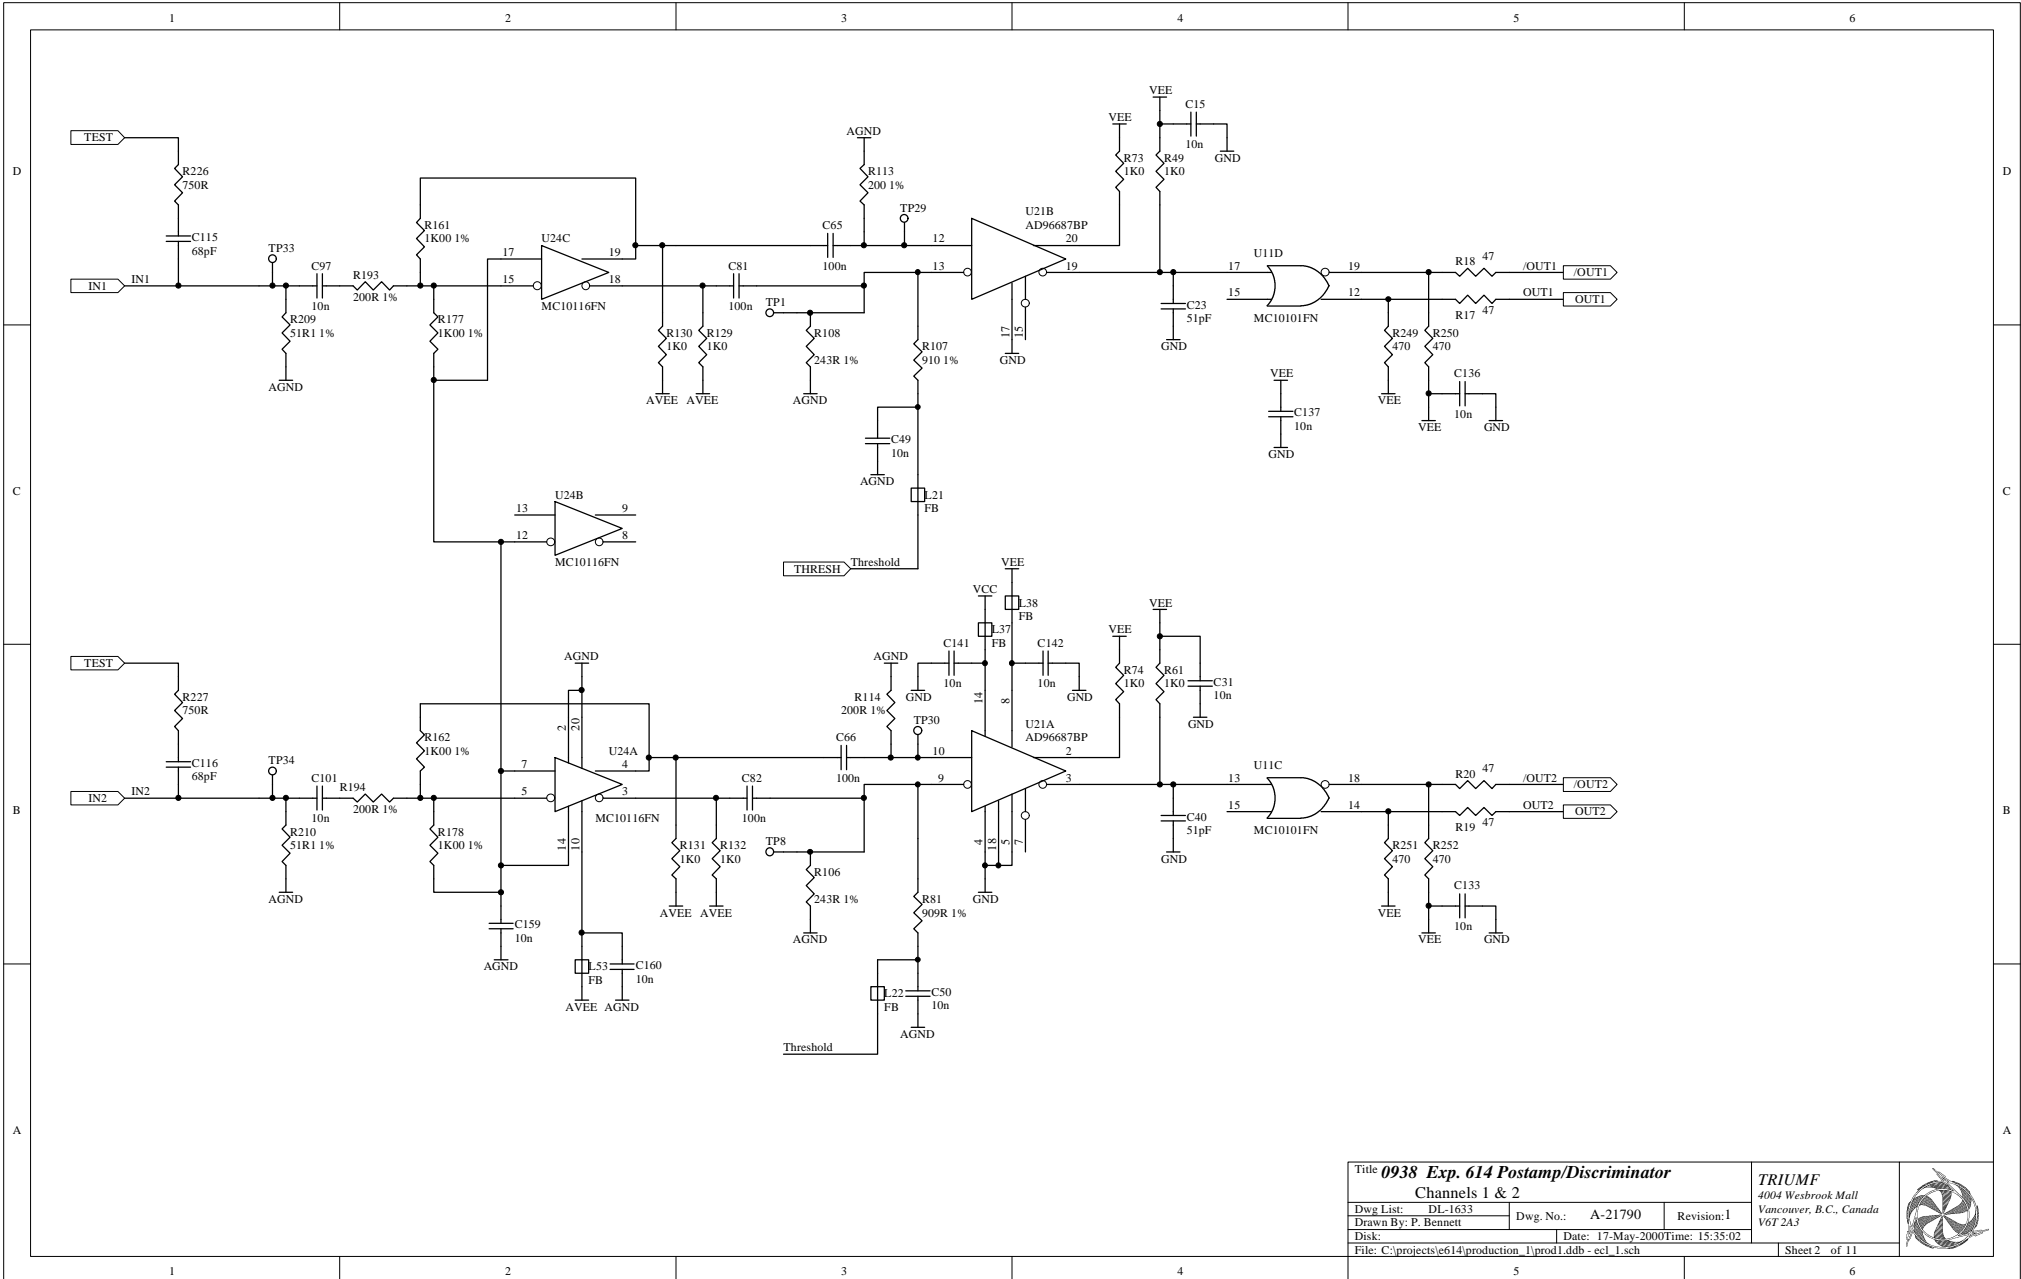 1 2 3 4 5 6
D D
C C
B B
A A
TEST
R226
750R
C115
68pF
IN1 IN1
TP33
R209
51R1 1%
AGND
C97
10n
R193
200R 1%
R161
1K00 1%
R177
1K00 1%
U24C
17 19
15 18
MC10116FN
R130
1K0
R129
1K0
AVEE AVEE
C65
100n
C81
100n
TP1
R108
243R 1%
AGND
AGND
R113
200 1%
TP29
R107
910 1%
C49
10n
AGND
L21
FB
THRESH Threshold
U21B
AD96687BP
12 20
13 19
17 15
GND
VEE
R73
1K0
VEE
R49
1K0
C15
10n
GND
C23
51pF
GND
U11D
17 19
15 12
MC10101FN
R18 47 /OUT1 /OUT1
R17 47 OUT1 OUT1
R249
470
R250
470
VEE
VEE
C136
10n
GND
VEE
C137
10n
GND
U24B
13 9
12 8
MC10116FN
TEST
R227
750R
C116
68pF
IN2 IN2
TP34
R210
51R1 1%
AGND
C101
10n
R194
200R 1%
R162
1K00 1%
R178
1K00 1%
AGND
2 20
U24A
7 4
5 3
14 10
MC10116FN
C159
10n
AGND
L53
FB
AVEE
C160
10n
AGND
R131
1K0
R132
1K0
AVEE AVEE
C66
100n
C82
100n
TP8
R106
243R 1%
AGND
AGND
R114
200R 1%
TP30
R81
909R 1%
L22
FB
C50
10n
AGND
Threshold
VCC
L37
FB
VEE
L38
FB
C141
10n
GND
C142
10n
GND
14 8
U21A
AD96687BP
10 2
9 3
4 18 5 7
GND
VEE
R74
1K0
VEE
R61
1K0
C31
10n
GND
C40
51pF
GND
U11C
13 18
15 14
MC10101FN
R20 47 /OUT2 /OUT2
R19 47 OUT2 OUT2
R251
470
R252
470
VEE
VEE
C133
10n
GND
Title 0938 Exp. 614 Postamp/Discriminator
Channels 1 & 2
Dwg List: DL-1633
Drawn By: P. Bennett
Dwg. No.: A-21790
Revision:1
Disk:
Date: 17-May-2000Time: 15:35:02
File: C:\projects\e614\production_1\prod1.ddb - ecl_1.sch
Sheet 2 of 11
TRIUMF
4004 Wesbrook Mall
Vancouver, B.C., Canada
V6T 2A3
1 2 3 4 5 6